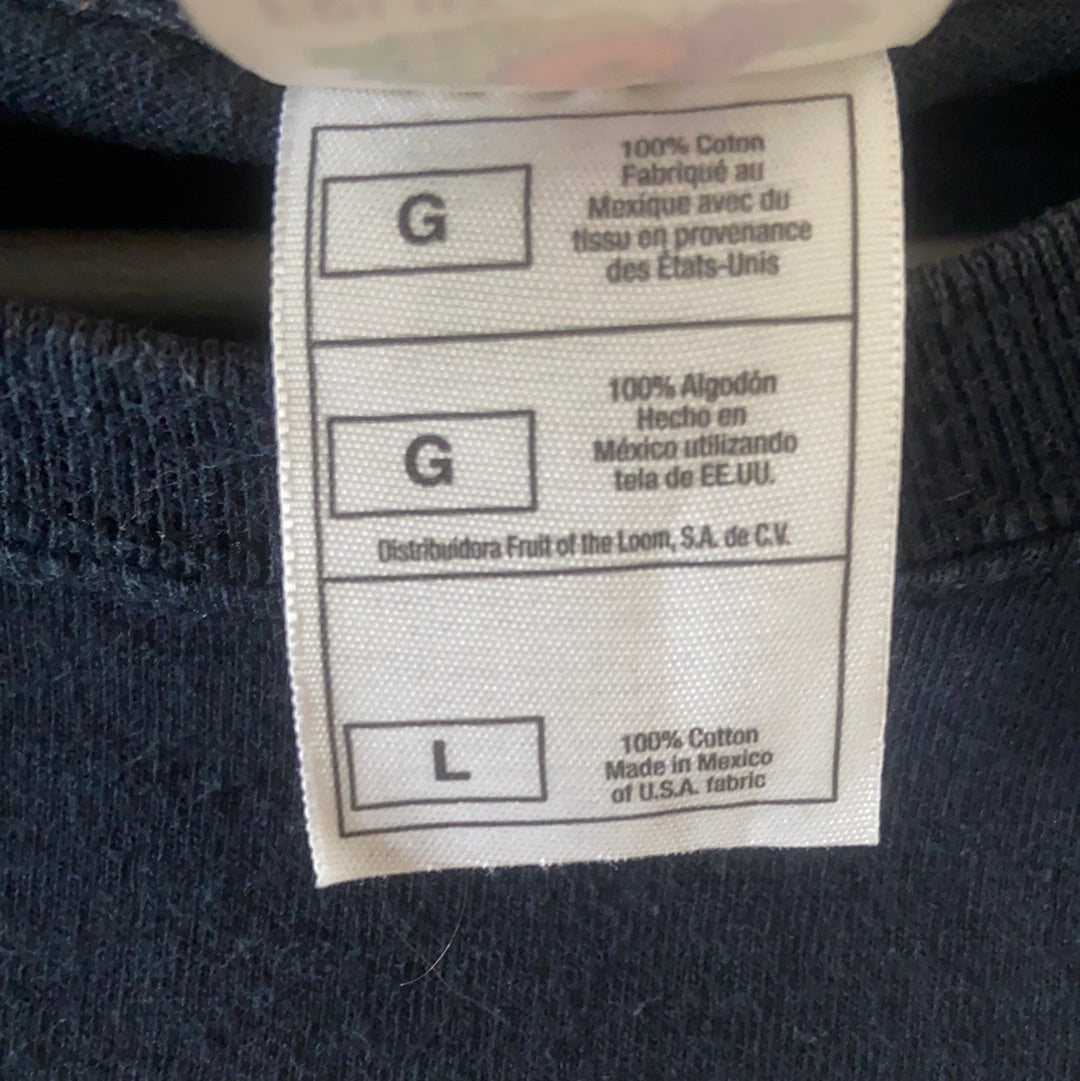 G
100% Coton
Fabriqué au
Mexique avec du
tissu en provenance
des États-Unis
G
100% Algodón
Hecho en
México utilizando
tela de EE.UU.
Distribuidora Fruit of the Loom, S.A. de C.V.
L
100% Cotton
Made in Mexico
of U.S.A. fabric